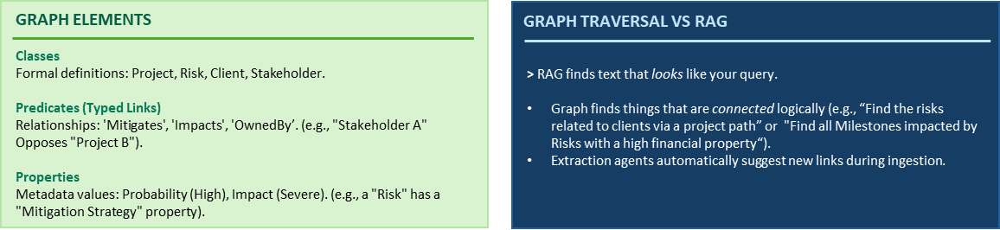 GRAPH ELEMENTS
Classes
Formal definitions: Project, Risk, Client, Stakeholder.
Predicates (Typed Links)
Relationships: 'Mitigates', 'Impacts', 'OwnedBy’. (e.g., "Stakeholder A"
Opposes "Project B").
Properties
Metadata values: Probability (High), Impact (Severe). (e.g., a "Risk" has a
"Mitigation Strategy" property).
GRAPH TRAVERSAL VS RAG
> RAG finds text that looks like your query.
• Graph finds things that are connected logically (e.g., “Find the risks
related to clients via a project path” or "Find all Milestones impacted by
Risks with a high financial property“).
• Extraction agents automatically suggest new links during ingestion.